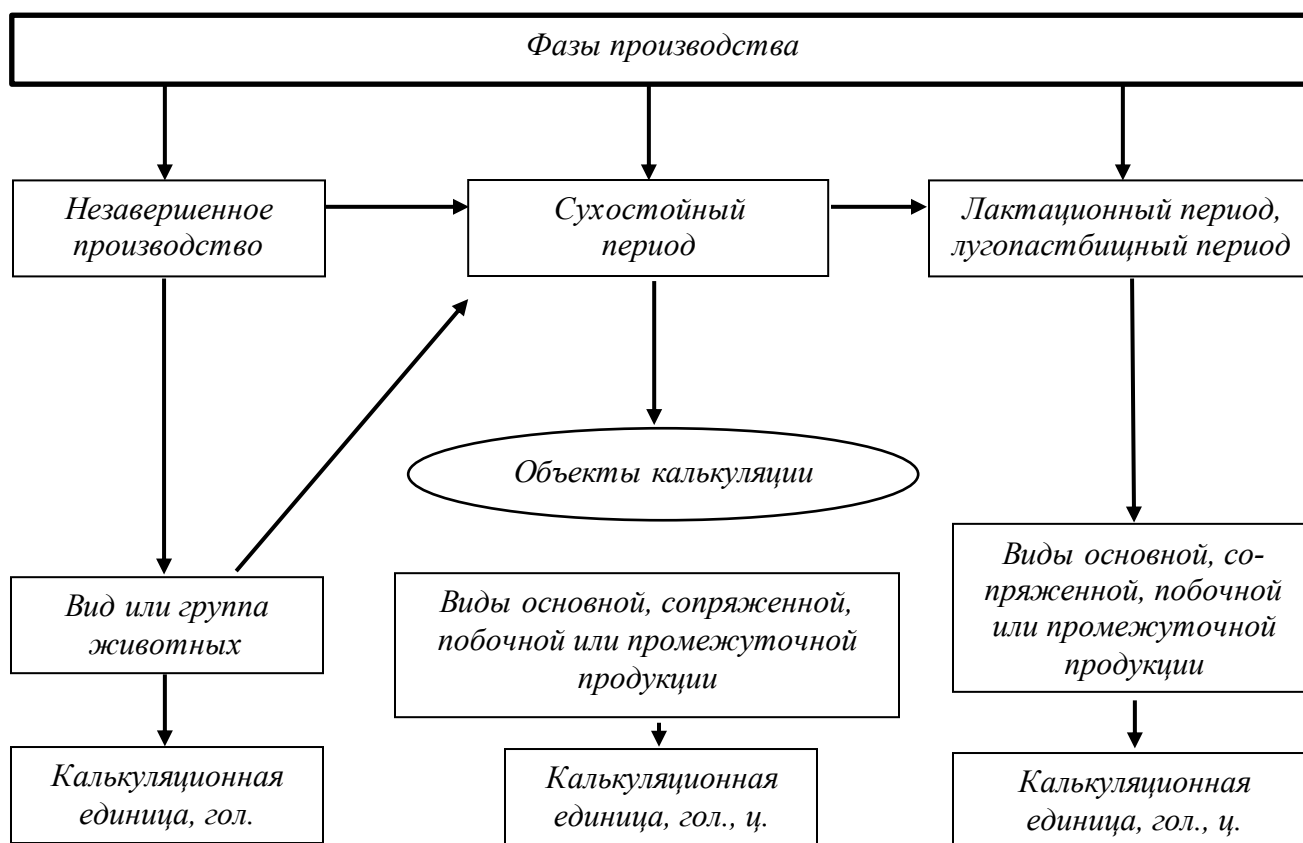 Фазы производства
Незавершенное
производство
Сухостойный
период
Лактационный период,
лугопастбищный период
Объекты калькуляции
Вид или группа
животных
Виды основной, сопряженной,
побочной или промежуточной
продукции
Виды основной, со-
пряженной, побочной
или промежуточной
продукции
Калькуляционная
единица, гол.
Калькуляционная
единица, гол., ц.
Калькуляционная
единица, гол., ц.